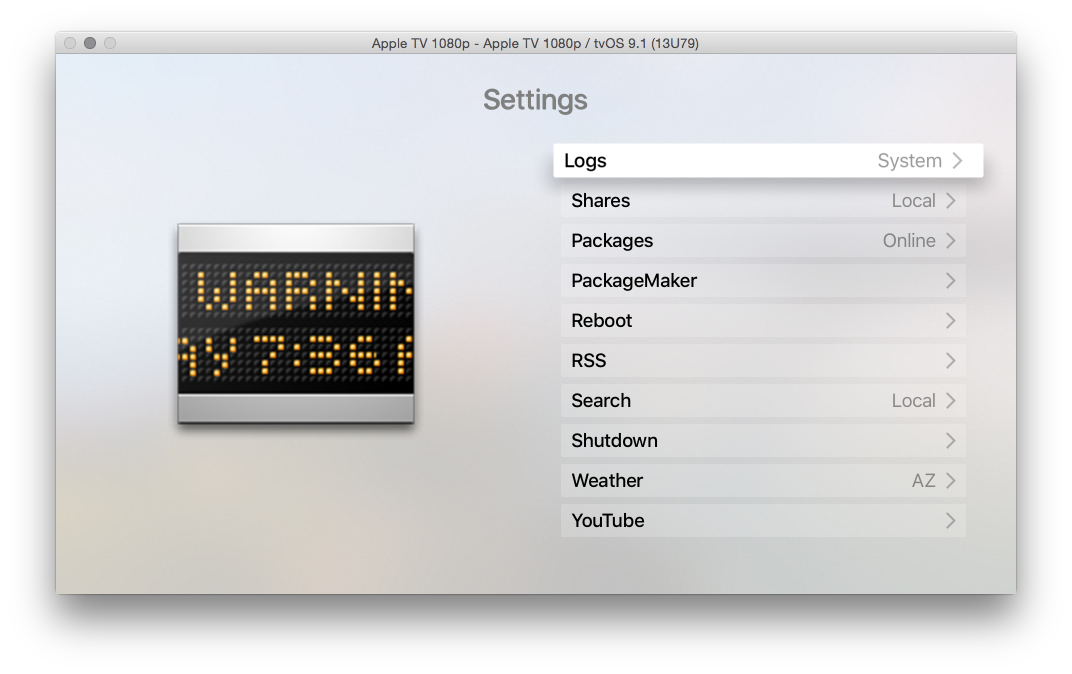 Apple TV 1080p - Apple TV 1080p / tvOS 9.1 (13U79)
Settings
WARNIN
AY 7:36 A
Logs System
Shares Local
Packages Online
PackageMaker
Reboot
RSS
Search Local
Shutdown
Weather AZ
YouTube